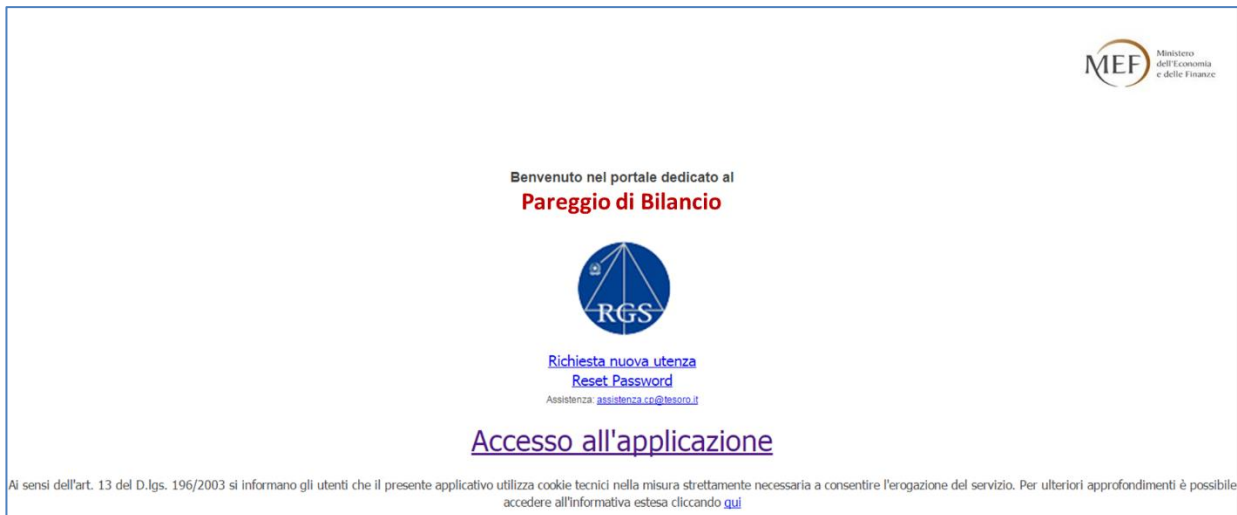 MEF
Ministero
dell'Economia
e delle Finanze
Benvenuto nel portale dedicato al
Pareggio di Bilancio
RGS
Richiesta nuova utenza
Reset Password
Assistenza: assistenza.cp@tesoro.it
Accesso all'applicazione
Ai sensi dell'art. 13 del D.lgs. 196/2003 si informano gli utenti che il presente applicativo utilizza cookie tecnici nella misura strettamente necessaria a consentire l'erogazione del servizio. Per ulteriori approfondimenti è possibile
accedere all'informativa estesa cliccando qui